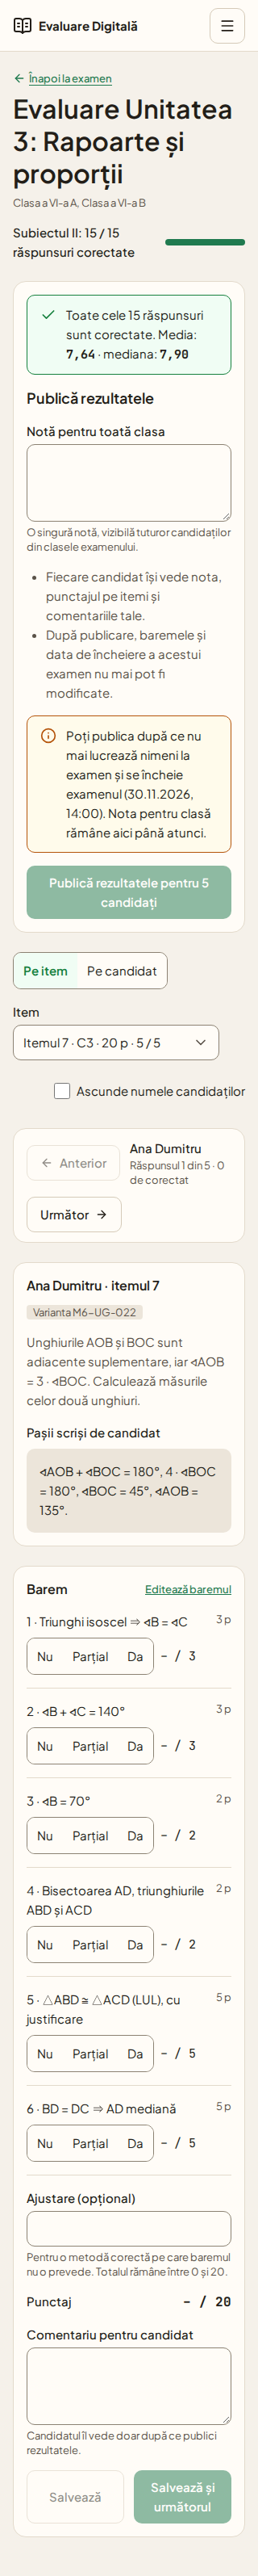 Evaluare Digitală
← Înapoi la examen
Evaluare Unitatea
3: Rapoarte și
proporții
Clasa a VI-a A, Clasa a VI-a B
Subiectul II: 15 / 15
răspunsuri corectate
Toate cele 15 răspunsuri
sunt corectate. Media:
7,64 · mediana: 7,90
Publică rezultatele
Notă pentru toată clasa
O singură notă, vizibilă tuturor candidaților
din clasele examenului.
• Fiecare candidat își vede nota,
punctajul pe itemi și
comentariile tale.
• După publicare, baremele și
data de încheiere a acestui
examen nu mai pot fi
modificate.
Poți publica după ce nu
mai lucrează nimeni la
examen și se încheie
examenul (30.11.2026,
14:00). Nota pentru clasă
rămâne aici până atunci.
Publică rezultatele pentru 5
candidați
Pe item Pe candidat
Item
Itemul 7 · C3 · 20 p · 5 / 5
Ascunde numele candidaților
← Anterior
Ana Dumitru
Răspunsul 1 din 5 · 0
de corectat
Următor →
Ana Dumitru · itemul 7
Varianta M6-UG-022
Unghiurile AOB și BOC sunt
adiacente suplementare, iar ∢AOB
= 3 · ∢BOC. Calculează măsurile
celor două unghiuri.
Pașii scriși de candidat
∢AOB + ∢BOC = 180°, 4 · ∢BOC
= 180°, ∢BOC = 45°, ∢AOB =
135°.
Barem Editează baremul
1 · Triunghi isoscel ⇒ ∢B = ∢C 3 p
Nu Parțial Da – / 3
2 · ∢B + ∢C = 140° 3 p
Nu Parțial Da – / 3
3 · ∢B = 70° 2 p
Nu Parțial Da – / 2
4 · Bisectoarea AD, triunghiurile 2 p
ABD și ACD
Nu Parțial Da – / 2
5 · △ABD ≅ △ACD (LUL), cu 5 p
justificare
Nu Parțial Da – / 5
6 · BD = DC ⇒ AD mediană 5 p
Nu Parțial Da – / 5
Ajustare (opțional)
Pentru o metodă corectă pe care baremul
nu o prevede. Totalul rămâne între 0 și 20.
Punctaj – / 20
Comentariu pentru candidat
Candidatul îl vede doar după ce publici
rezultatele.
Salvează
Salvează și
următorul